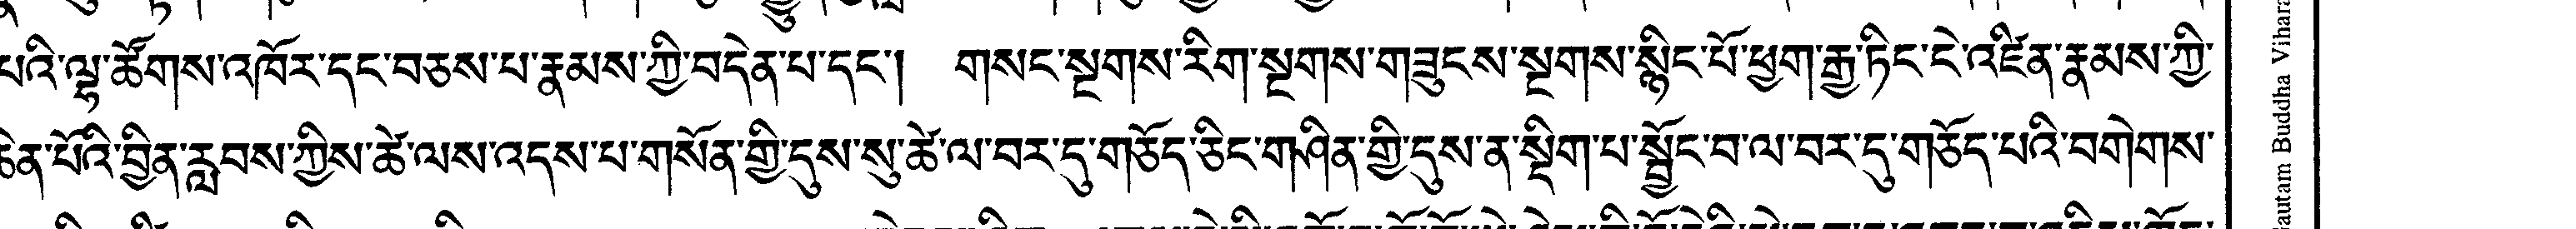 པའི་ལྷ་ཚོགས་འཁོར་དང་བཅས་པ་རྣམས་ཀྱི་བདེན་པ་དང་། གསང་སྔགས་རིག་སྔགས་གཟུངས་སྔགས་སྙིང་པོ་ཕྱག་རྒྱ་ཏིང་ངེ་འཛིན་རྣམས་ཀྱི་
ཆེན་པོའི་བྱིན་རླབས་ཀྱིས་ཚེ་ལས་འདས་པ་གསོན་གྱི་དུས་སུ་ཚེ་ལ་བར་དུ་གཅོད་ཅིང་གཤིན་གྱི་དུས་ན་སྡིག་པ་སྦྱོང་བ་ལ་བར་དུ་གཅོད་པའི་བགེགས་
Gautam Buddha Vihara